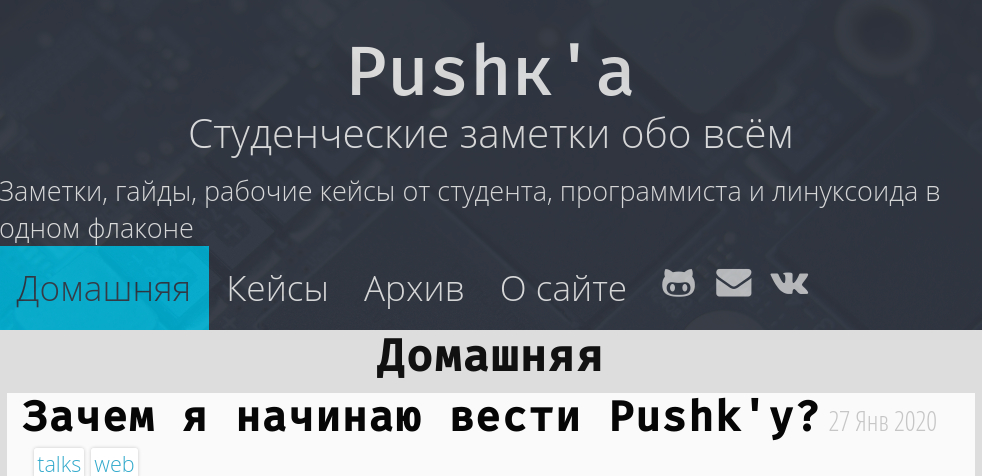 Pushк'a
Студенческие заметки обо всём
Заметки, гайды, рабочие кейсы от студента, программиста и линуксоида в
одном флаконе
Домашняя Кейсы Архив О сайте
Домашняя
Зачем я начинаю вести Pushk'у? 27 Янв 2020
talks web